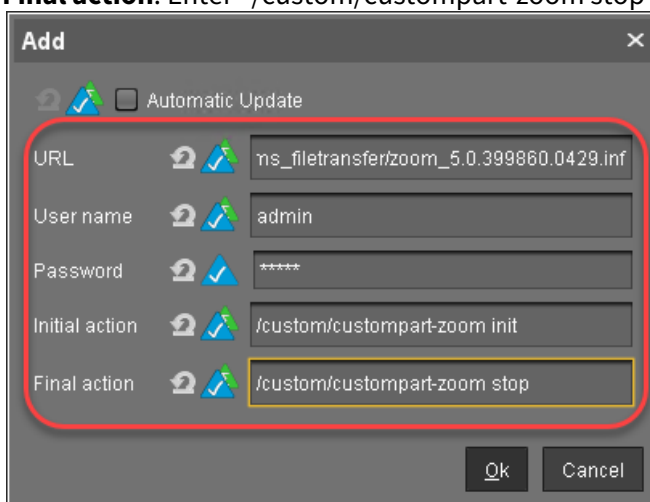 Final action: Enter "/custom/custompart-zoom stop"
Add
Automatic Update
URL ns_filetransfer/zoom_5.0.399860.0429.inf
User name admin
Password *****
Initial action /custom/custompart-zoom init
Final action /custom/custompart-zoom stop
Ok Cancel